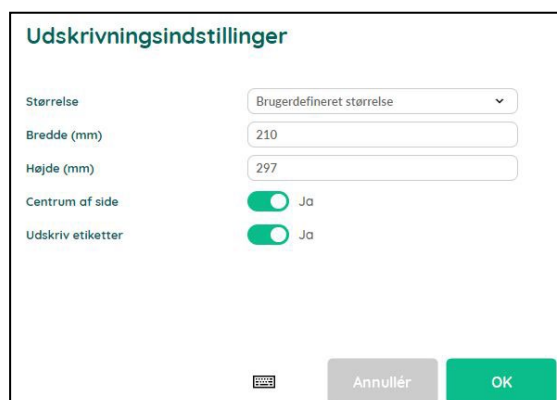 Udskrivningsindstillinger
Størrelse Brugerdefineret størrelse
Bredde (mm) 210
Højde (mm) 297
Centrum af side Ja
Udskriv etiketter Ja
Annullér OK